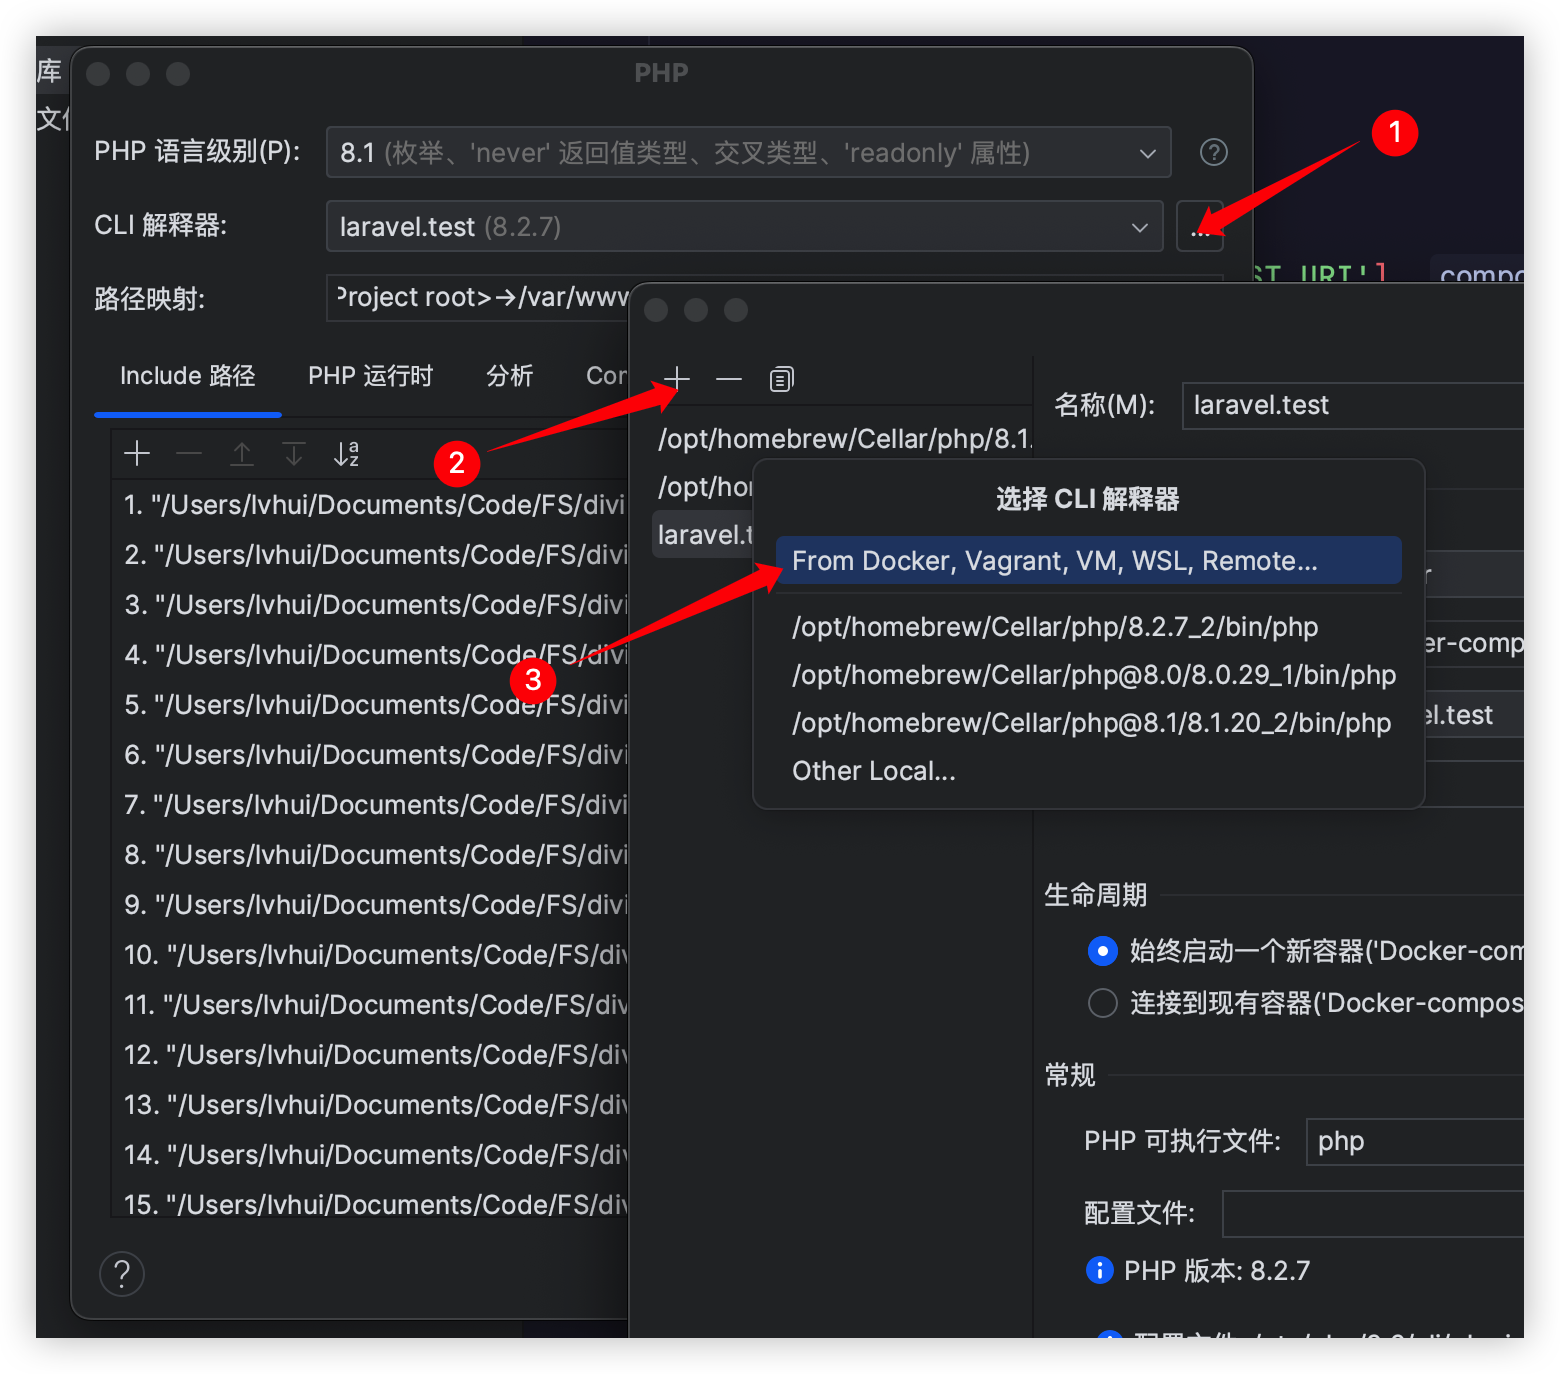 库
文件
PHP
PHP 语言级别(P):
8.1 (枚举、'never' 返回值类型、交叉类型、'readonly' 属性)
?
1
CLI 解释器:
laravel.test (8.2.7)
...
路径映射:
Project root>→/var/www
ST_URI']
compo
Include 路径
PHP 运行时
分析
Con
2
名称(M):
laravel.test
/opt/homebrew/Cellar/php/8.1.
/opt/hom
laravel.t
选择 CLI 解释器
From Docker, Vagrant, VM, WSL, Remote...
/opt/homebrew/Cellar/php/8.2.7_2/bin/php
/opt/homebrew/Cellar/php@8.0/8.0.29_1/bin/php
/opt/homebrew/Cellar/php@8.1/8.1.20_2/bin/php
Other Local...
r
er-comp
el.test
3
1. "/Users/lvhui/Documents/Code/FS/divi
2. "/Users/lvhui/Documents/Code/FS/divi
3. "/Users/lvhui/Documents/Code/FS/divi
4. "/Users/lvhui/Documents/Code/FS/divi
5. "/Users/lvhui/Documents/Code/FS/divi
6. "/Users/lvhui/Documents/Code/FS/divi
7. "/Users/lvhui/Documents/Code/FS/divi
8. "/Users/lvhui/Documents/Code/FS/divi
9. "/Users/lvhui/Documents/Code/FS/divi
10. "/Users/lvhui/Documents/Code/FS/div
11. "/Users/lvhui/Documents/Code/FS/div
12. "/Users/lvhui/Documents/Code/FS/div
13. "/Users/lvhui/Documents/Code/FS/div
14. "/Users/lvhui/Documents/Code/FS/div
15. "/Users/lvhui/Documents/Code/FS/div
?
生命周期
始终启动一个新容器('Docker-com
连接到现有容器('Docker-compos
常规
PHP 可执行文件:
php
配置文件:
PHP 版本: 8.2.7